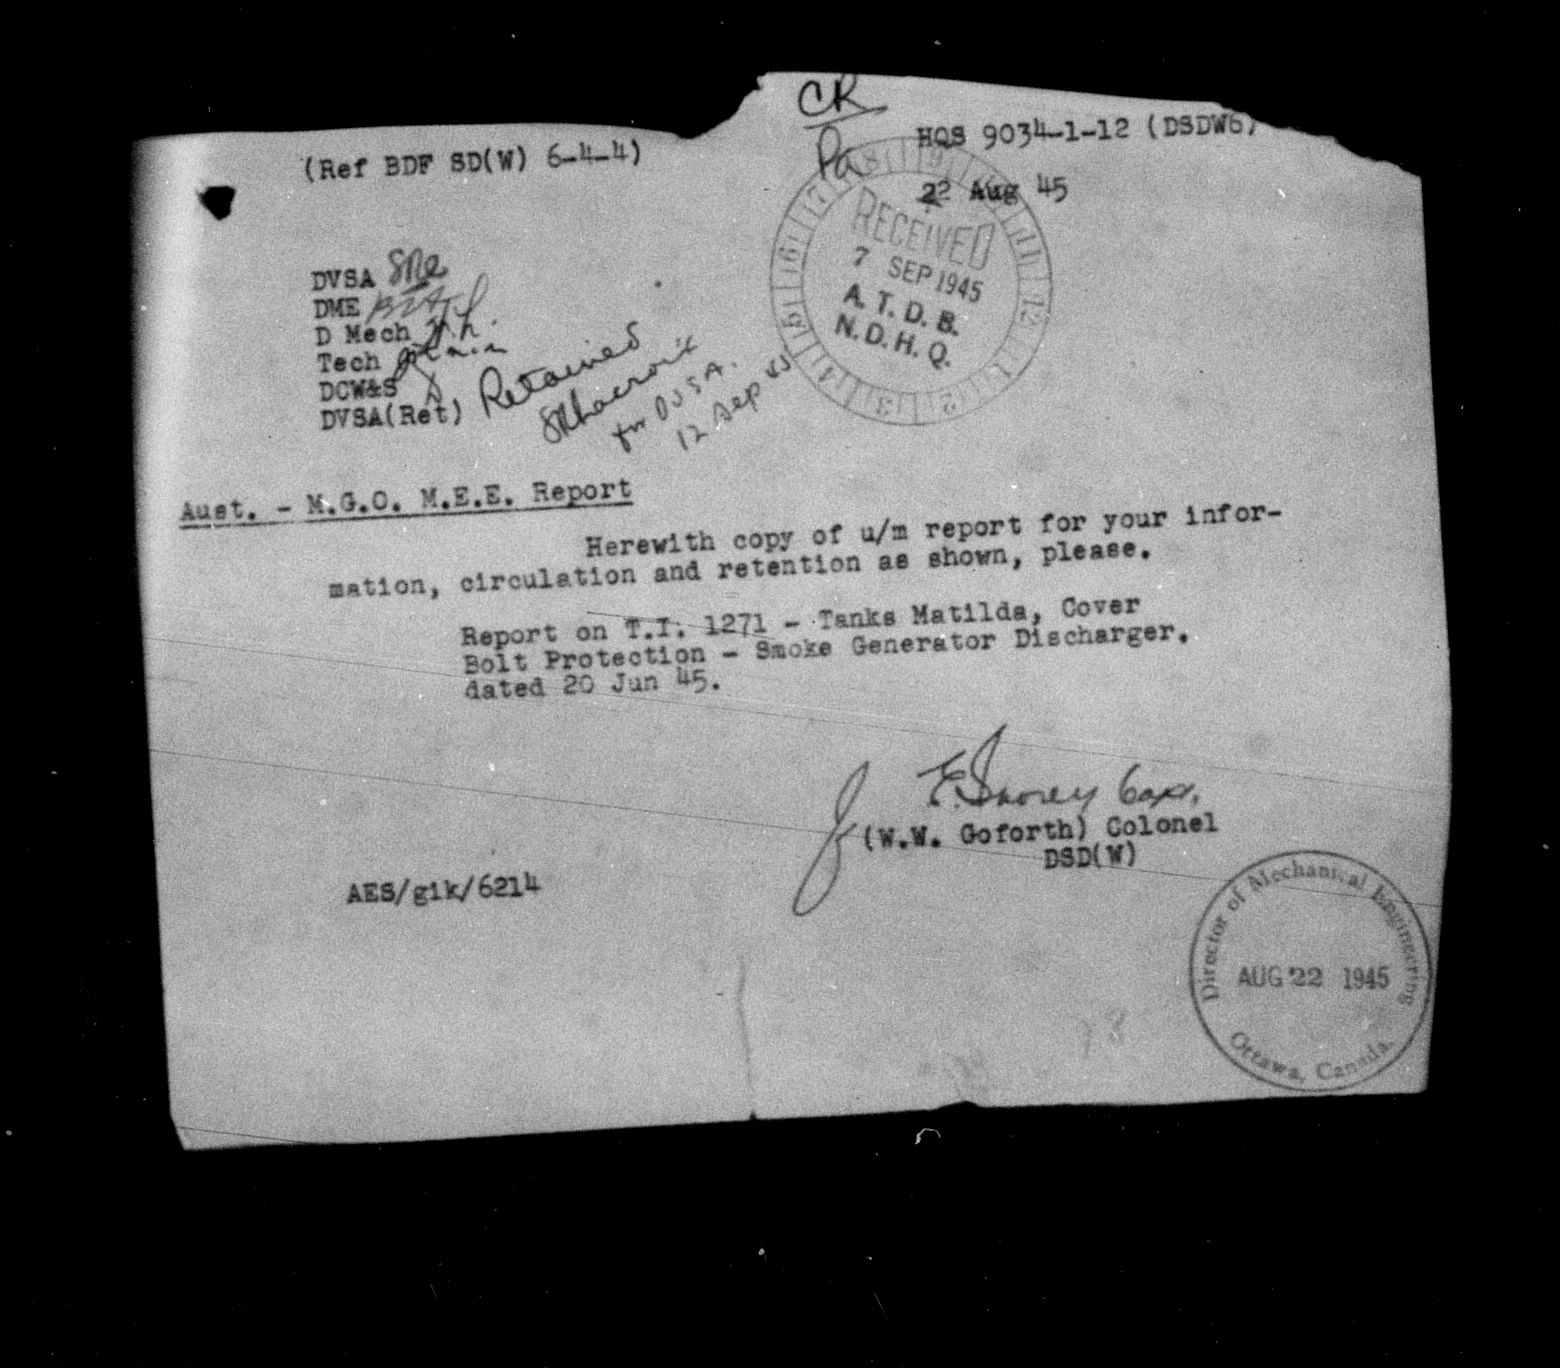 CR
Pa
HQS 9034-1-12 (DSDW6)
(Ref BDF SD(W) 6-4-4)
22 Aug 45
RECEIVED
7 SEP 1945
A. T. D. B.
N. D. H. Q.
DVSA
DME
D Mech
Tech
DCW&S
DVSA(Ret) Retained
for DVSA.
12 Sep 45
Aust. - M.G.O. M.E.E. Report
Herewith copy of u/m report for your infor-
mation, circulation and retention as shown, please.
Report on T.I. 1271 - Tanks Matilda, Cover
Bolt Protection - Smoke Generator Discharger.
dated 20 Jun 45.
(W.W. Goforth) Colonel
DSD(W)
AES/gik/6214
Director of Mechanical Engineering
AUG 22 1945
Ottawa, Canada.